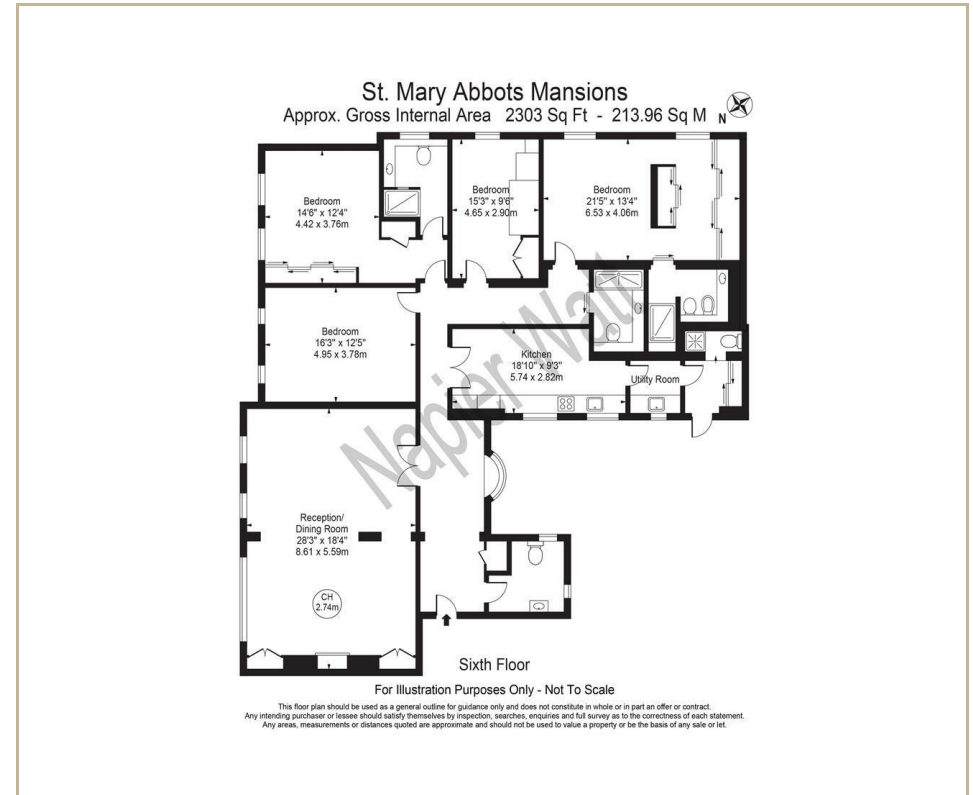 St. Mary Abbots Mansions
Approx. Gross Internal Area 2303 Sq Ft - 213.96 Sq M
N
Bedroom
14'6" x 12'4"
4.42 x 3.76m
Bedroom
15'3" x 9'6"
4.65 x 2.90m
Bedroom
21'5" x 13'4"
6.53 x 4.06m
Bedroom
16'3" x 12'5"
4.95 x 3.78m
Kitchen
18'10" x 9'3"
5.74 x 2.82m
Utility Room
Napier Watt
Reception/
Dining Room
28'3" x 18'4"
8.61 x 5.59m
CH
2.74m
Sixth Floor
For Illustration Purposes Only - Not To Scale
This floor plan should be used as a general outline for guidance only and does not constitute in whole or in part an offer or contract.
Any intending purchaser or lessee should satisfy themselves by inspection, searches, enquiries and full survey as to the correctness of each statement.
Any areas, measurements or distances quoted are approximate and should not be used to value a property or be the basis of any sale or let.